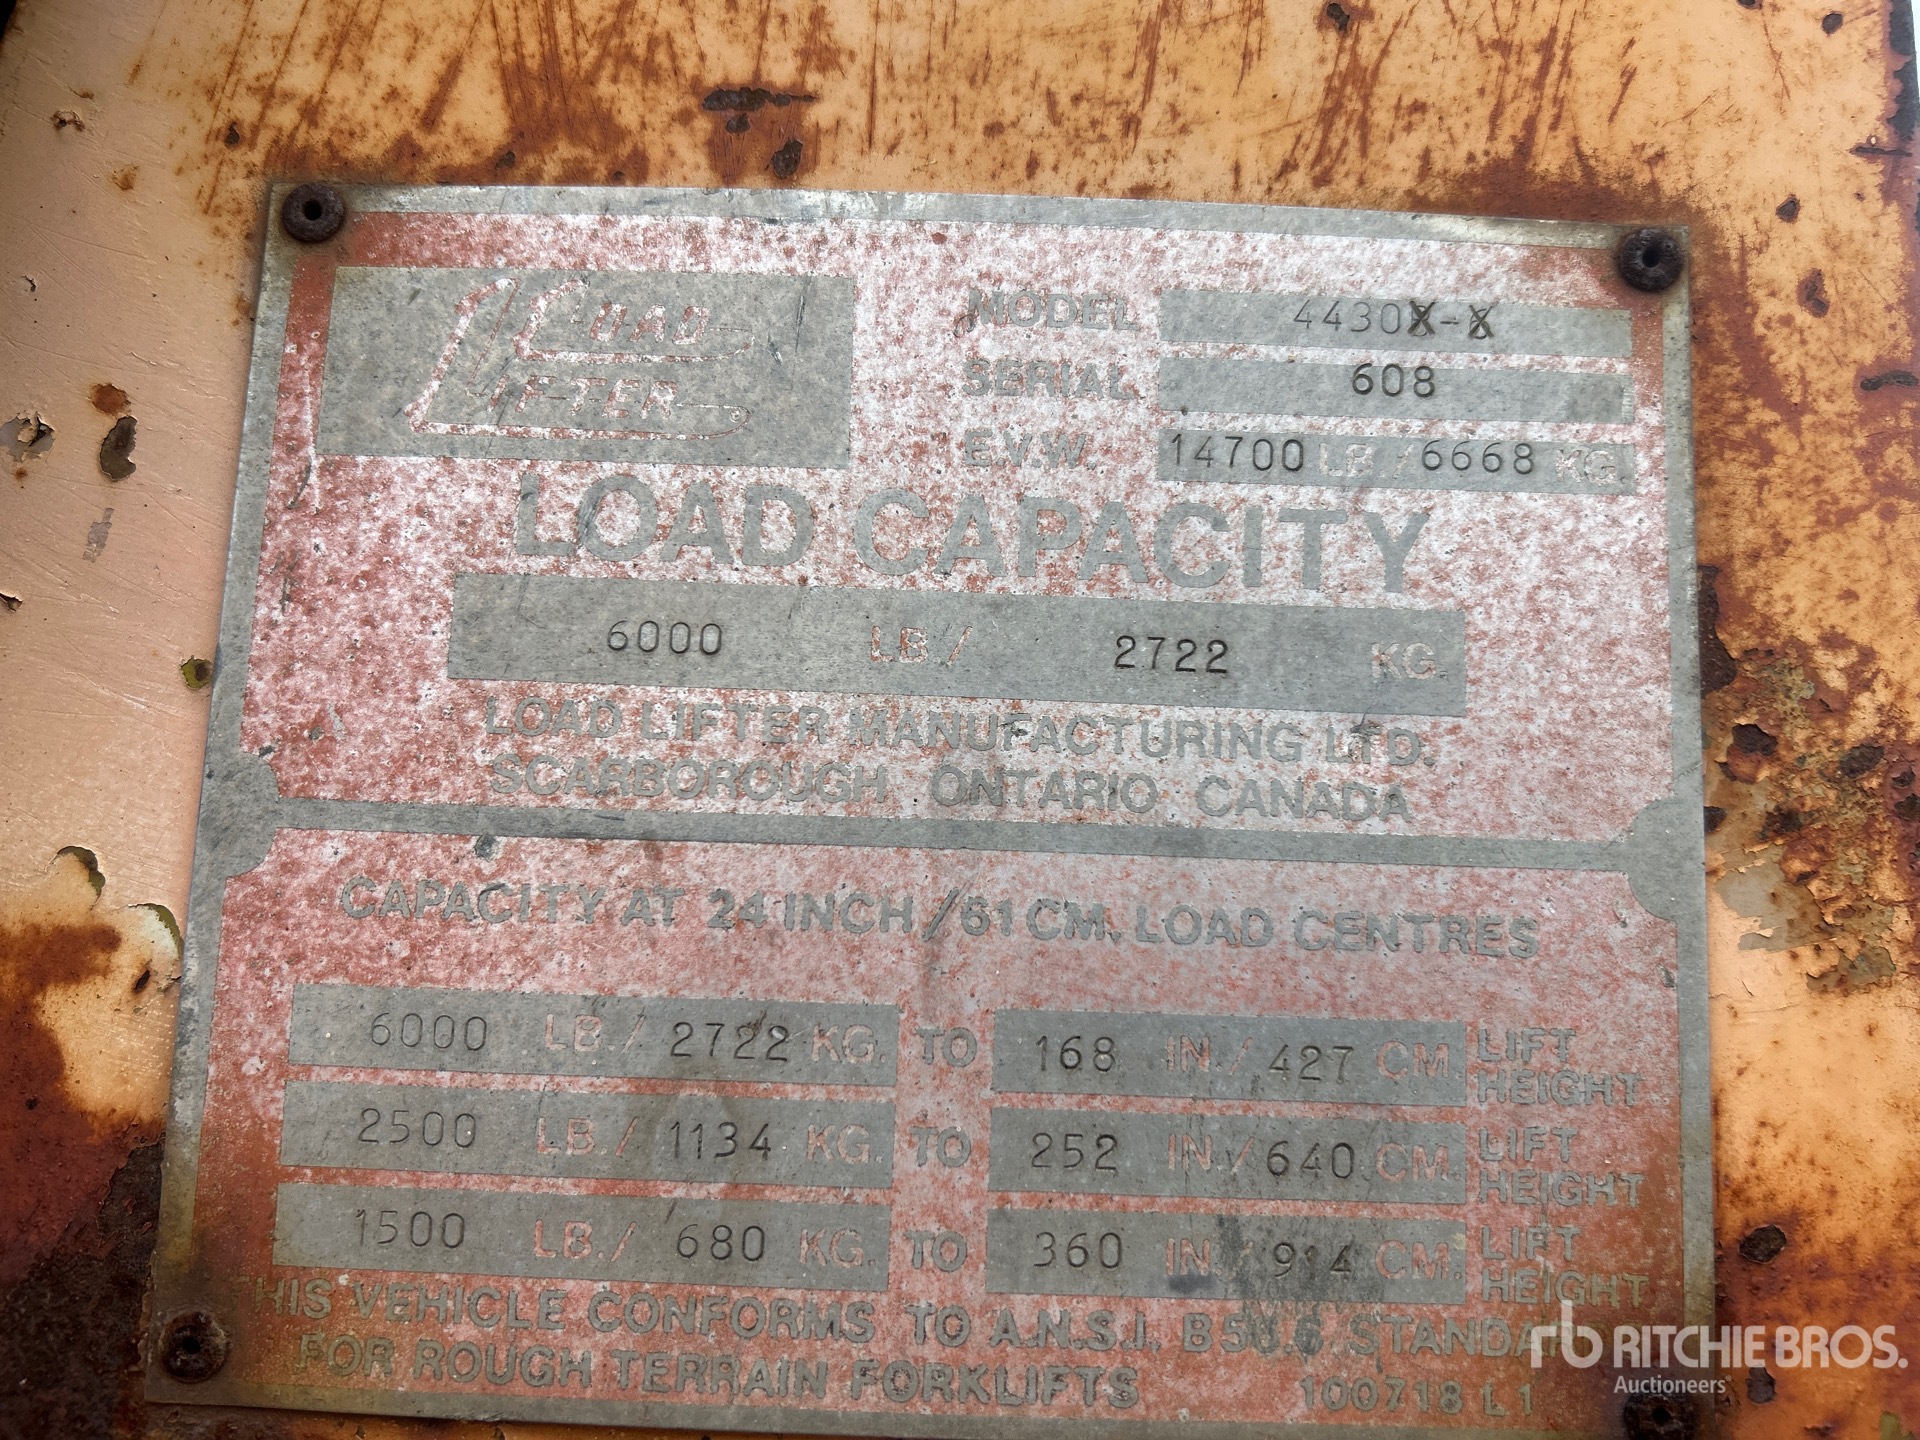 LOAD
LIFTER
MODEL 4430X-X
SERIAL 608
E.V.W. 14700 LB / 6668 KG.
LOAD CAPACITY
6000 LB / 2722 KG.
LOAD LIFTER MANUFACTURING LTD.
SCARBOROUGH ONTARIO CANADA
CAPACITY AT 24 INCH / 61 CM. LOAD CENTRES
6000 LB. / 2722 KG. TO 168 IN. / 427 CM. LIFT HEIGHT
2500 LB. / 1134 KG. TO 252 IN. / 640 CM. LIFT HEIGHT
1500 LB. / 680 KG. TO 360 IN. / 914 CM. LIFT HEIGHT
THIS VEHICLE CONFORMS TO A.N.S.I. B56.6 STANDARD
FOR ROUGH TERRAIN FORKLIFTS 100718 L1
rb RITCHIE BROS.
Auctioneers